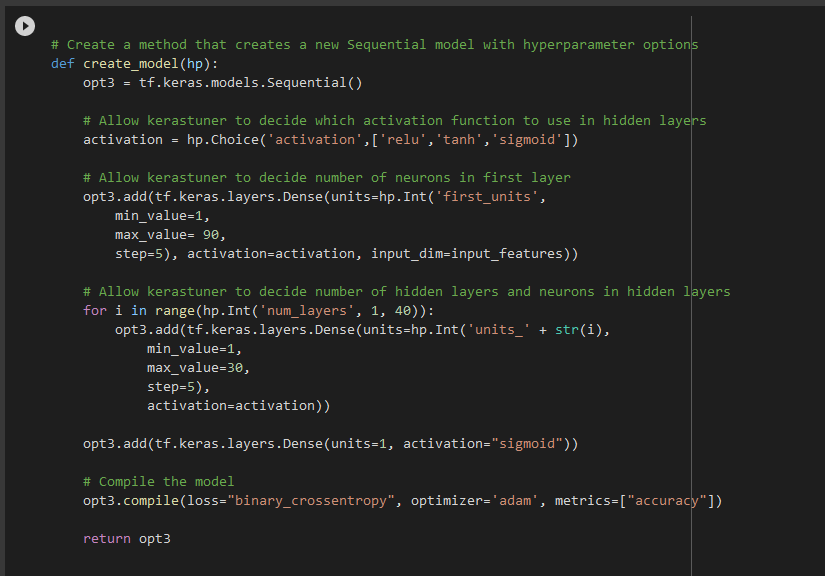 # Create a method that creates a new Sequential model with hyperparameter options
def create_model(hp):
    opt3 = tf.keras.models.Sequential()

    # Allow kerastuner to decide which activation function to use in hidden layers
    activation = hp.Choice('activation',['relu','tanh','sigmoid'])

    # Allow kerastuner to decide number of neurons in first layer
    opt3.add(tf.keras.layers.Dense(units=hp.Int('first_units',
        min_value=1,
        max_value= 90,
        step=5), activation=activation, input_dim=input_features))

    # Allow kerastuner to decide number of hidden layers and neurons in hidden layers
    for i in range(hp.Int('num_layers', 1, 40)):
        opt3.add(tf.keras.layers.Dense(units=hp.Int('units_' + str(i),
            min_value=1,
            max_value=30,
            step=5),
            activation=activation))

    opt3.add(tf.keras.layers.Dense(units=1, activation="sigmoid"))

    # Compile the model
    opt3.compile(loss="binary_crossentropy", optimizer='adam', metrics=["accuracy"])

    return opt3